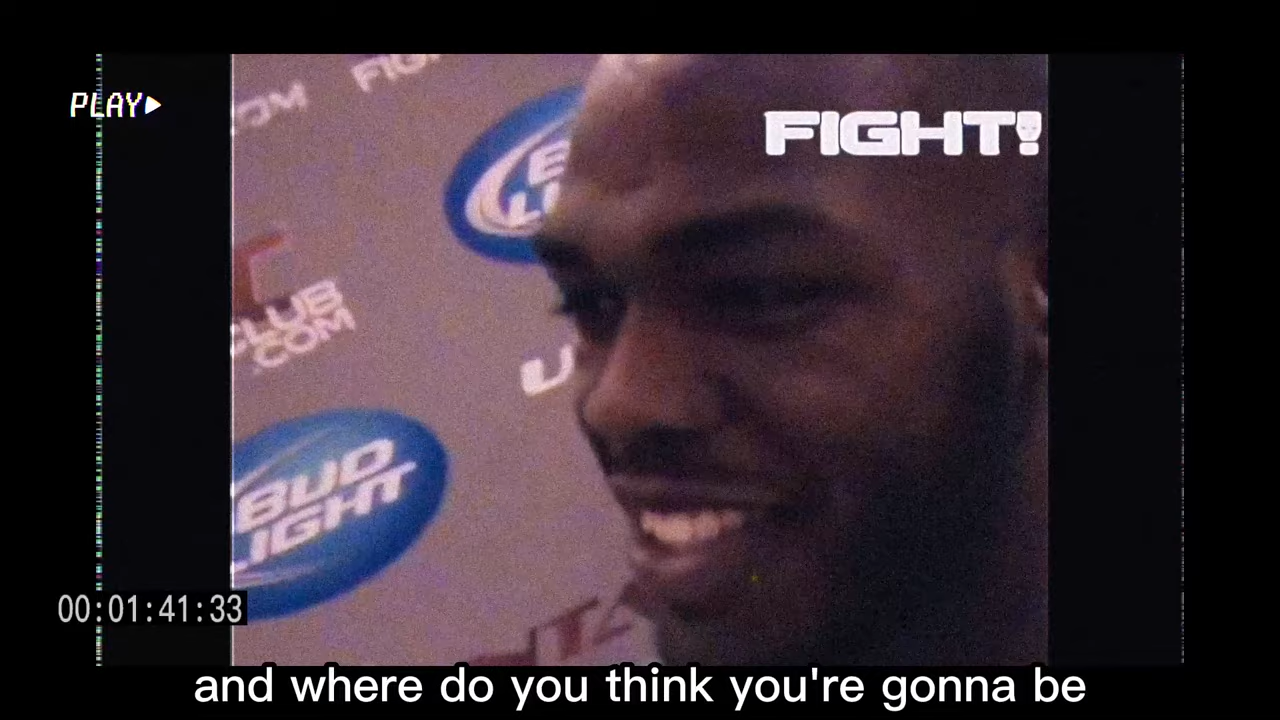 PLAY
FIGHT!
CLUB
.COM
BUD
LIGHT
00:01:41:33
and where do you think you're gonna be